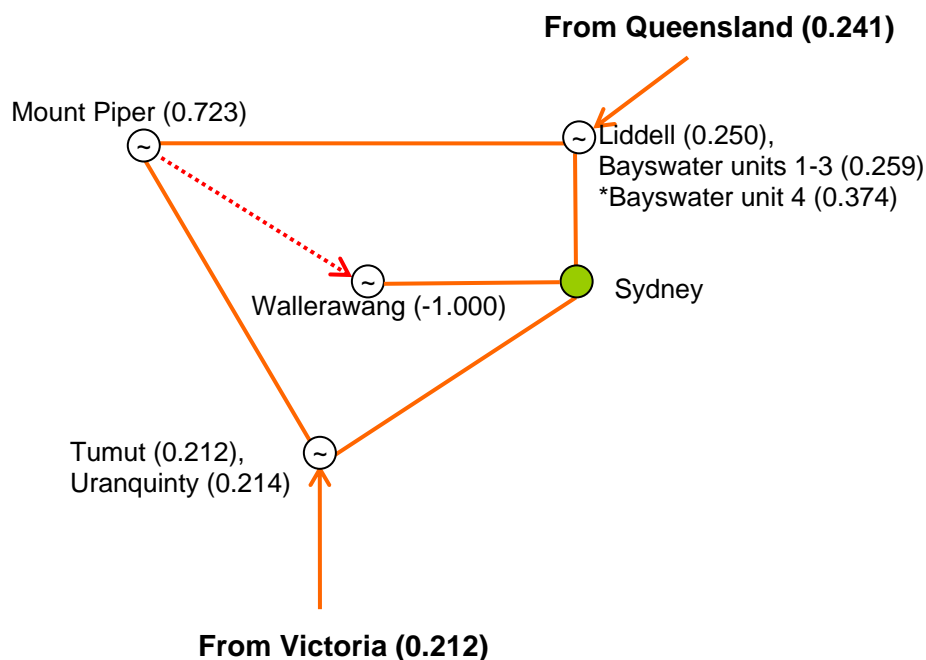 From Queensland (0.241)
Mount Piper (0.723)
~
~
Liddell (0.250),
Bayswater units 1-3 (0.259)
*Bayswater unit 4 (0.374)
~
Wallerawang (-1.000)
Sydney
~
Tumut (0.212),
Uranquinty (0.214)
From Victoria (0.212)